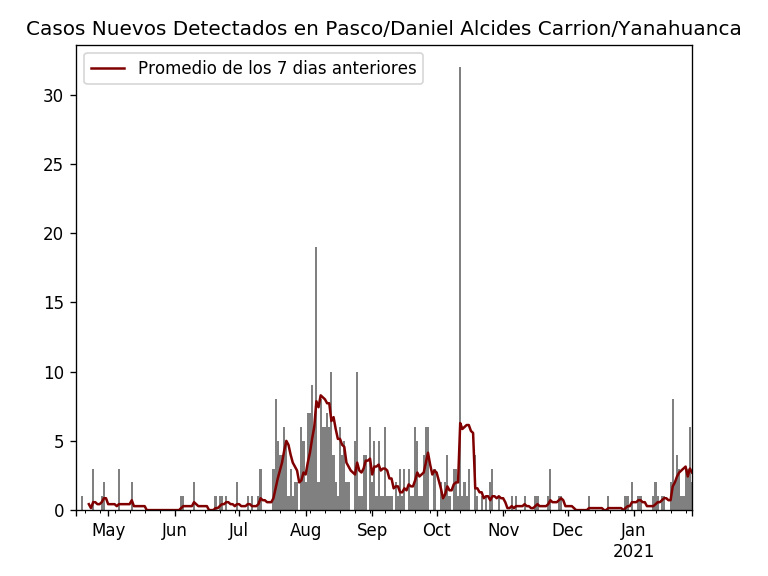 Casos Nuevos Detectados en Pasco/Daniel Alcides Carrion/Yanahuanca
Promedio de los 7 dias anteriores
30
25
20
15
10
5
0
May Jun Jul Aug Sep Oct Nov Dec Jan
2021